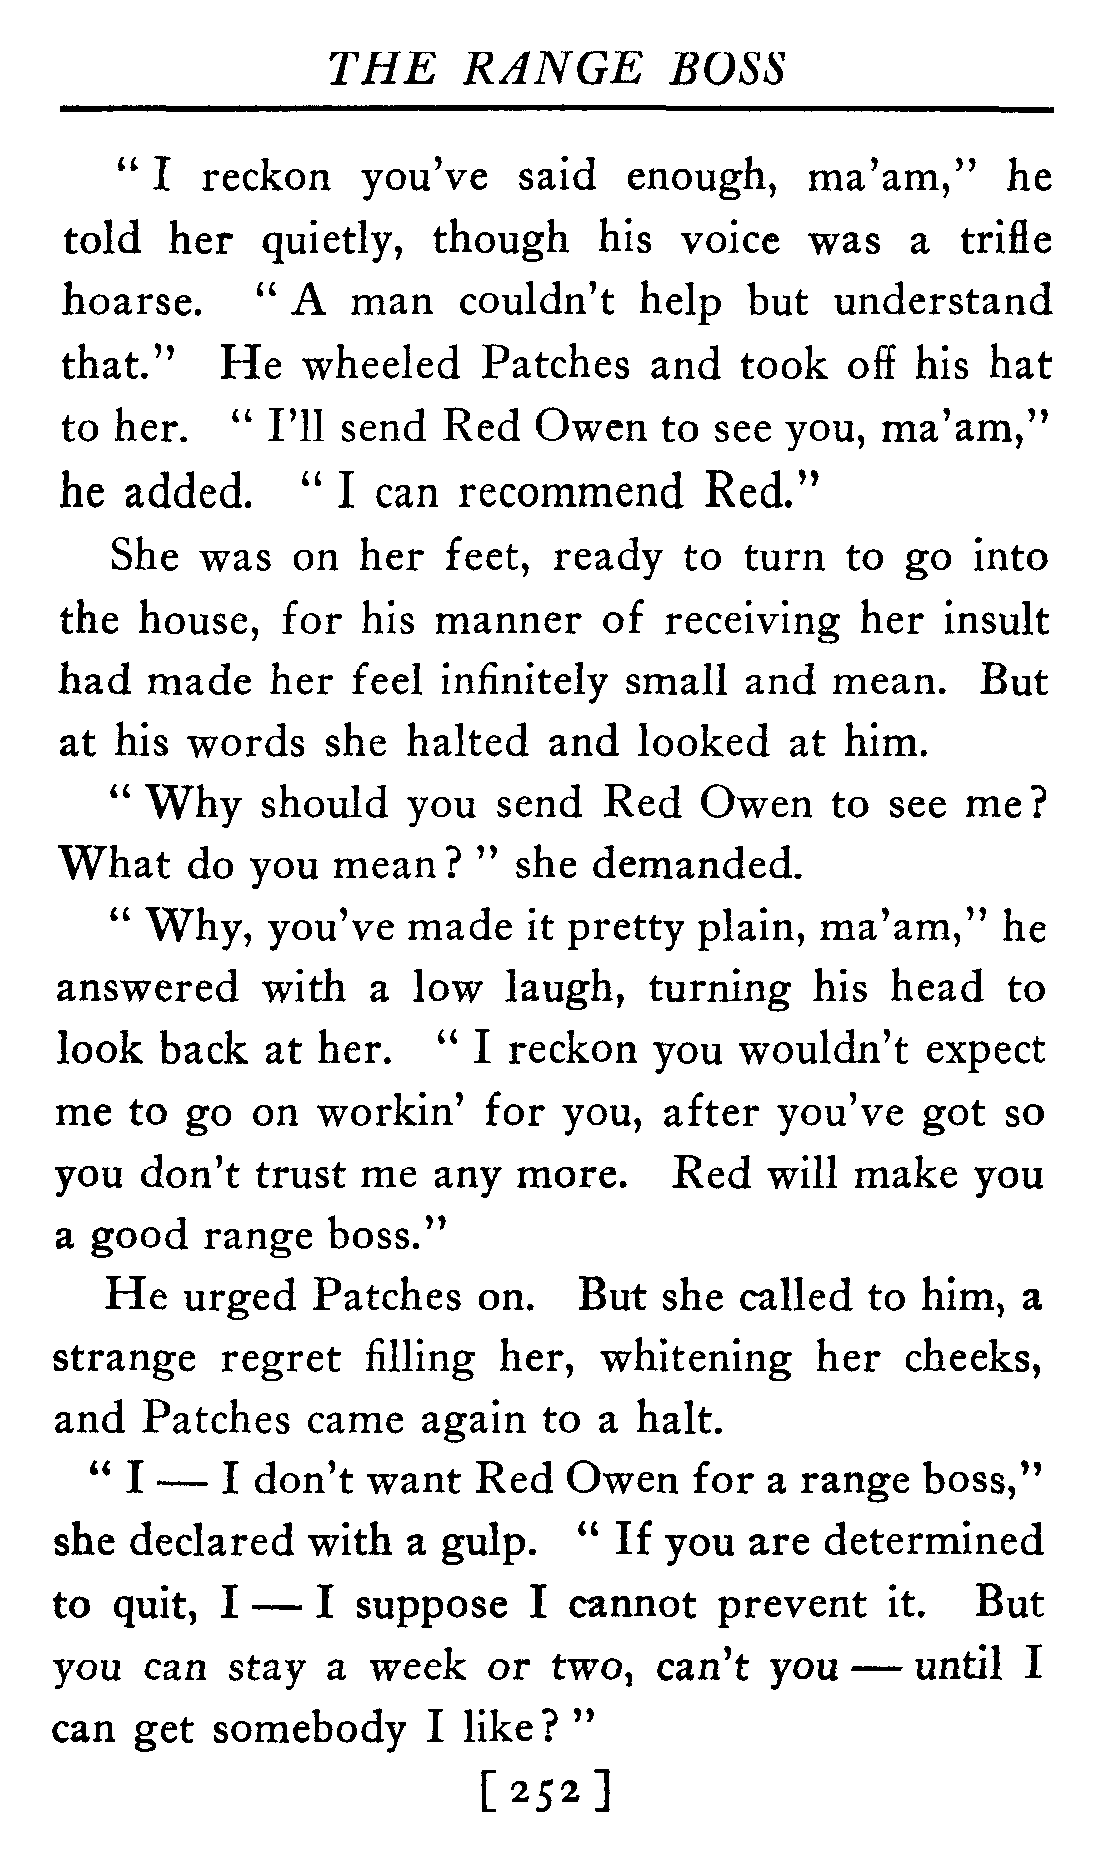 THE RANGE BOSS
" I reckon you've said enough, ma'am," he
told her quietly, though his voice was a trifle
hoarse. " A man couldn't help but understand
that." He wheeled Patches and took off his hat
to her. " I'll send Red Owen to see you, ma'am,"
he added. " I can recommend Red."
She was on her feet, ready to turn to go into
the house, for his manner of receiving her insult
had made her feel infinitely small and mean. But
at his words she halted and looked at him.
" Why should you send Red Owen to see me?
What do you mean? " she demanded.
" Why, you've made it pretty plain, ma'am," he
answered with a low laugh, turning his head to
look back at her. " I reckon you wouldn't expect
me to go on workin' for you, after you've got so
you don't trust me any more. Red will make you
a good range boss."
He urged Patches on. But she called to him, a
strange regret filling her, whitening her cheeks,
and Patches came again to a halt.
" I — I don't want Red Owen for a range boss,"
she declared with a gulp. " If you are determined
to quit, I — I suppose I cannot prevent it. But
you can stay a week or two, can't you — until I
can get somebody I like? "
[ 252 ]